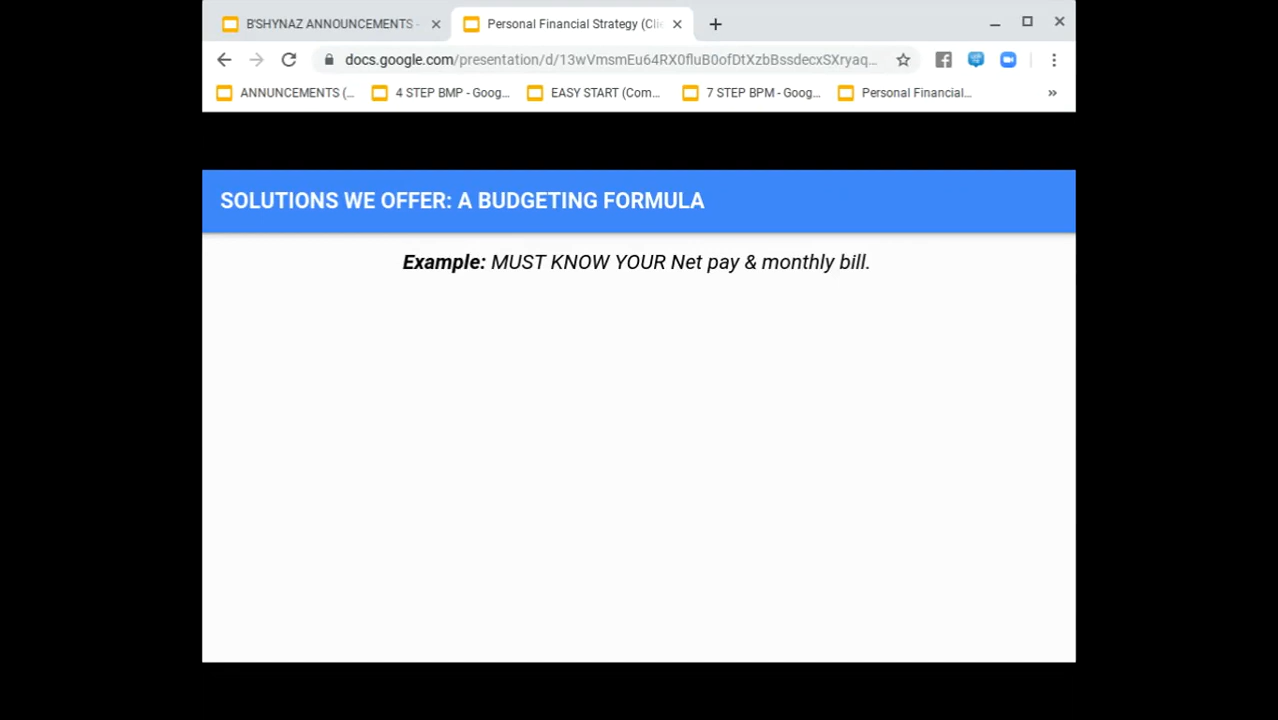 B'SHYNAZ ANNOUNCEMENTS -
Personal Financial Strategy (Cli
docs.google.com/presentation/d/13wVmsmEu64RX0fluB0ofDtXzbBssdecxSXryaq...
ANNUNCEMENTS (...
4 STEP BMP - Goog...
EASY START (Com...
7 STEP BPM - Goog...
Personal Financial...
SOLUTIONS WE OFFER: A BUDGETING FORMULA
Example: MUST KNOW YOUR Net pay & monthly bill.